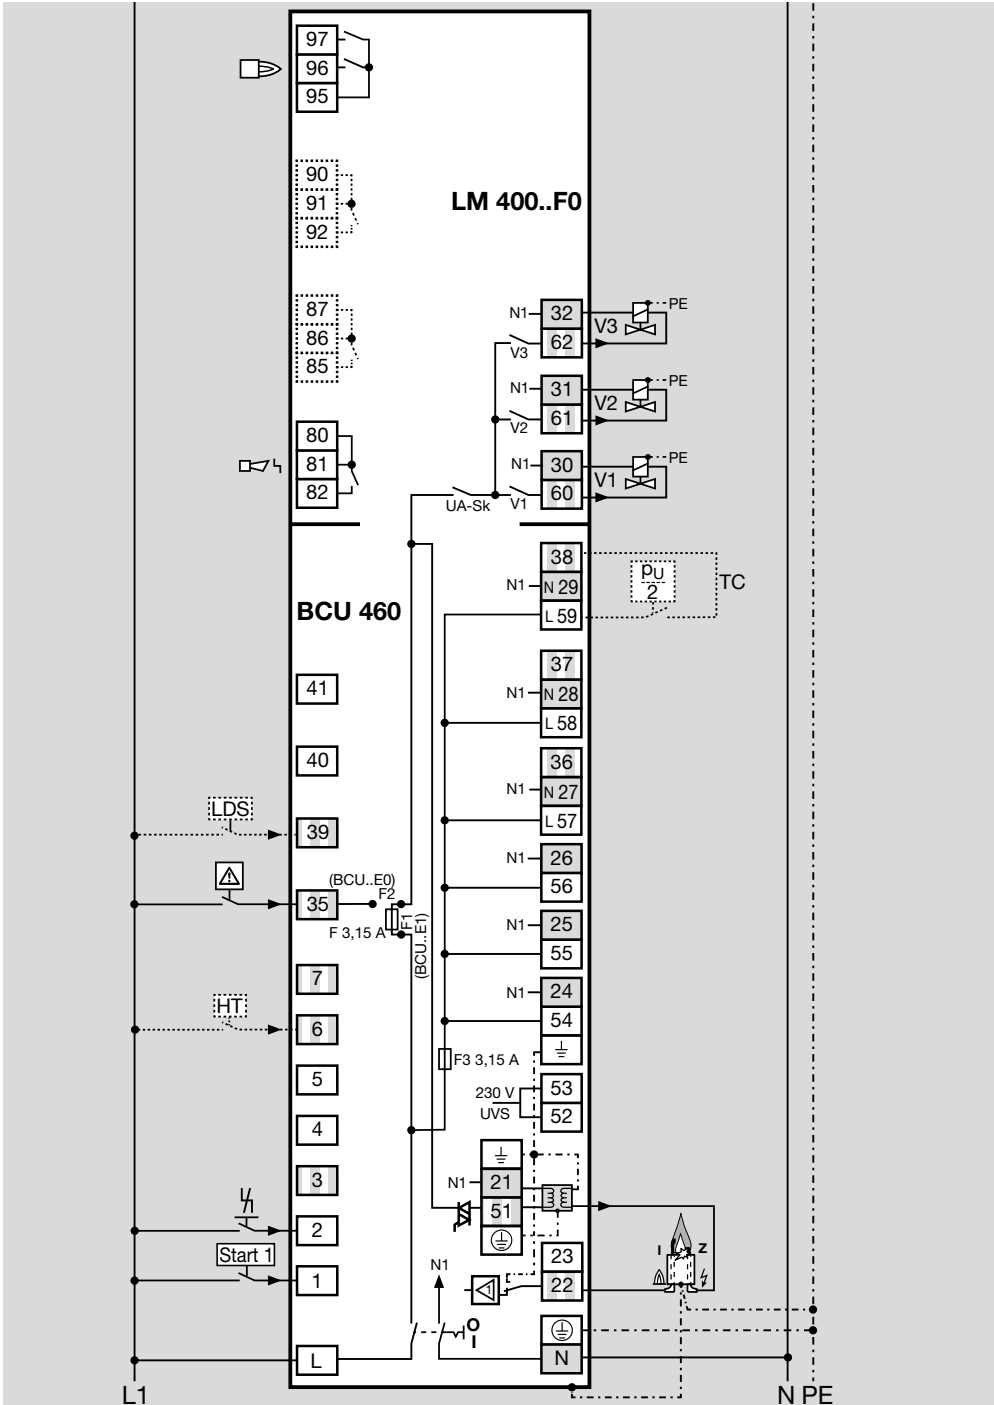 97
96
95
90
91
92
LM 400..F0
87
86
85
80
81
82
N1 32 PE
V3
V3 62
N1 31 PE
V2
V2 61
N1 30 PE
V1
UA-Sk V1 60
BCU 460
38
N1 N 29
L 59
pU
2
TC
37
N1 N 28
L 58
41
36
N1 N 27
L 57
40
LDS
39
N1 26
56
(BCU..E0)
F2
35
F 3,15 A
F1
(BCU..E1)
N1 25
55
7
N1 24
54
HT
6
F3 3,15 A
5
230 V
UVS
53
52
4
3
N1 21
51
2
Start 1
1
23
22
1
I Z
N1
O
I
L
N
L1
N PE